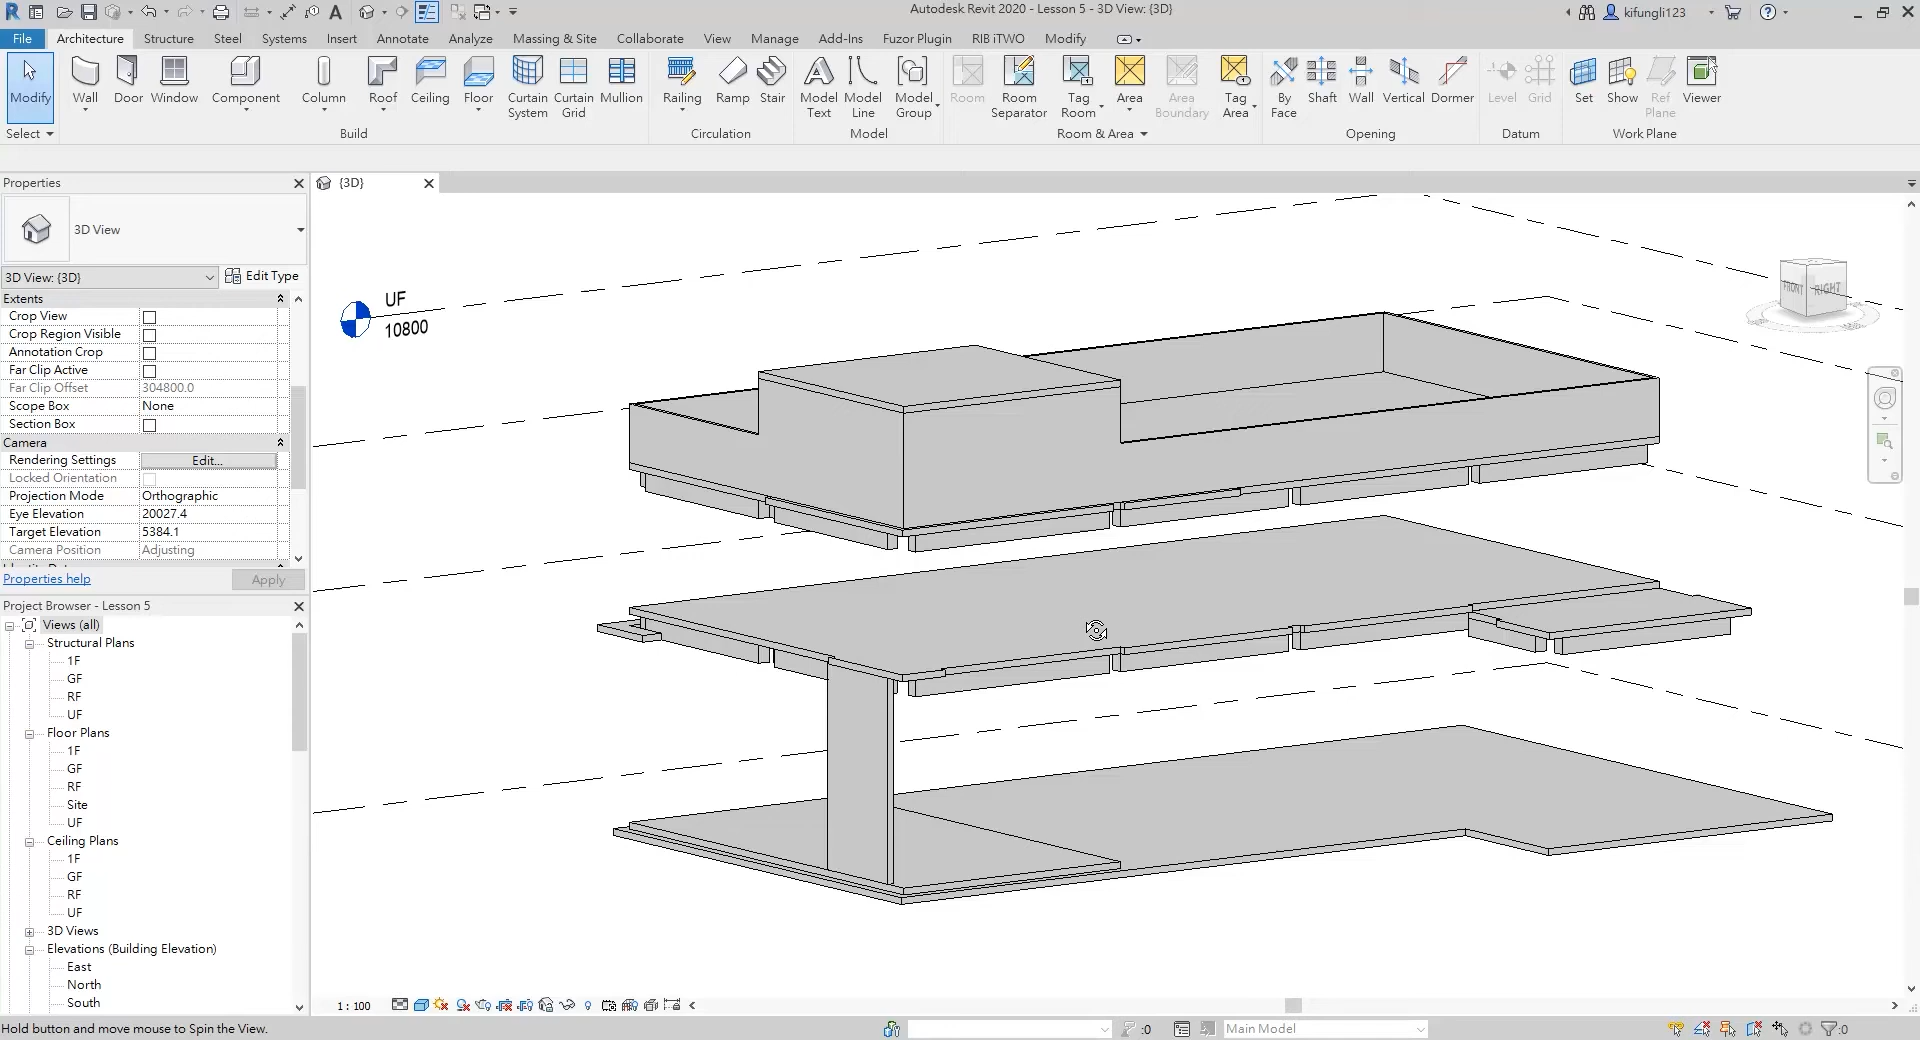 Autodesk Revit 2020 - Lesson 5 - 3D View: {3D}
kifungli123
File Architecture Structure Steel Systems Insert Annotate Analyze Massing & Site Collaborate View Manage Add-Ins Fuzor Plugin RIB iTWO Modify
Modify Wall Door Window Component Column Roof Ceiling Floor Curtain System Curtain Grid Mullion Railing Ramp Stair Model Text Model Line Model Group Room Room Separator Tag Room Area Area Boundary Tag Area By Face Shaft Wall Vertical Dormer Level Grid Set Show Ref Plane Viewer
Select Build Circulation Model Room & Area Opening Datum Work Plane
Properties
{3D}
3D View
3D View: {3D} Edit Type
Extents
Crop View
Crop Region Visible
Annotation Crop
Far Clip Active
Far Clip Offset 304800.0
Scope Box None
Section Box
Camera
Rendering Settings Edit...
Locked Orientation
Projection Mode Orthographic
Eye Elevation 20027.4
Target Elevation 5384.1
Camera Position Adjusting
Properties help Apply
Project Browser - Lesson 5
Views (all)
Structural Plans
1F
GF
RF
UF
Floor Plans
1F
GF
RF
Site
UF
Ceiling Plans
1F
GF
RF
UF
3D Views
Elevations (Building Elevation)
East
North
South
UF
10800
FRONT RIGHT
1 : 100
Hold button and move mouse to Spin the View.
:0
Main Model
:0